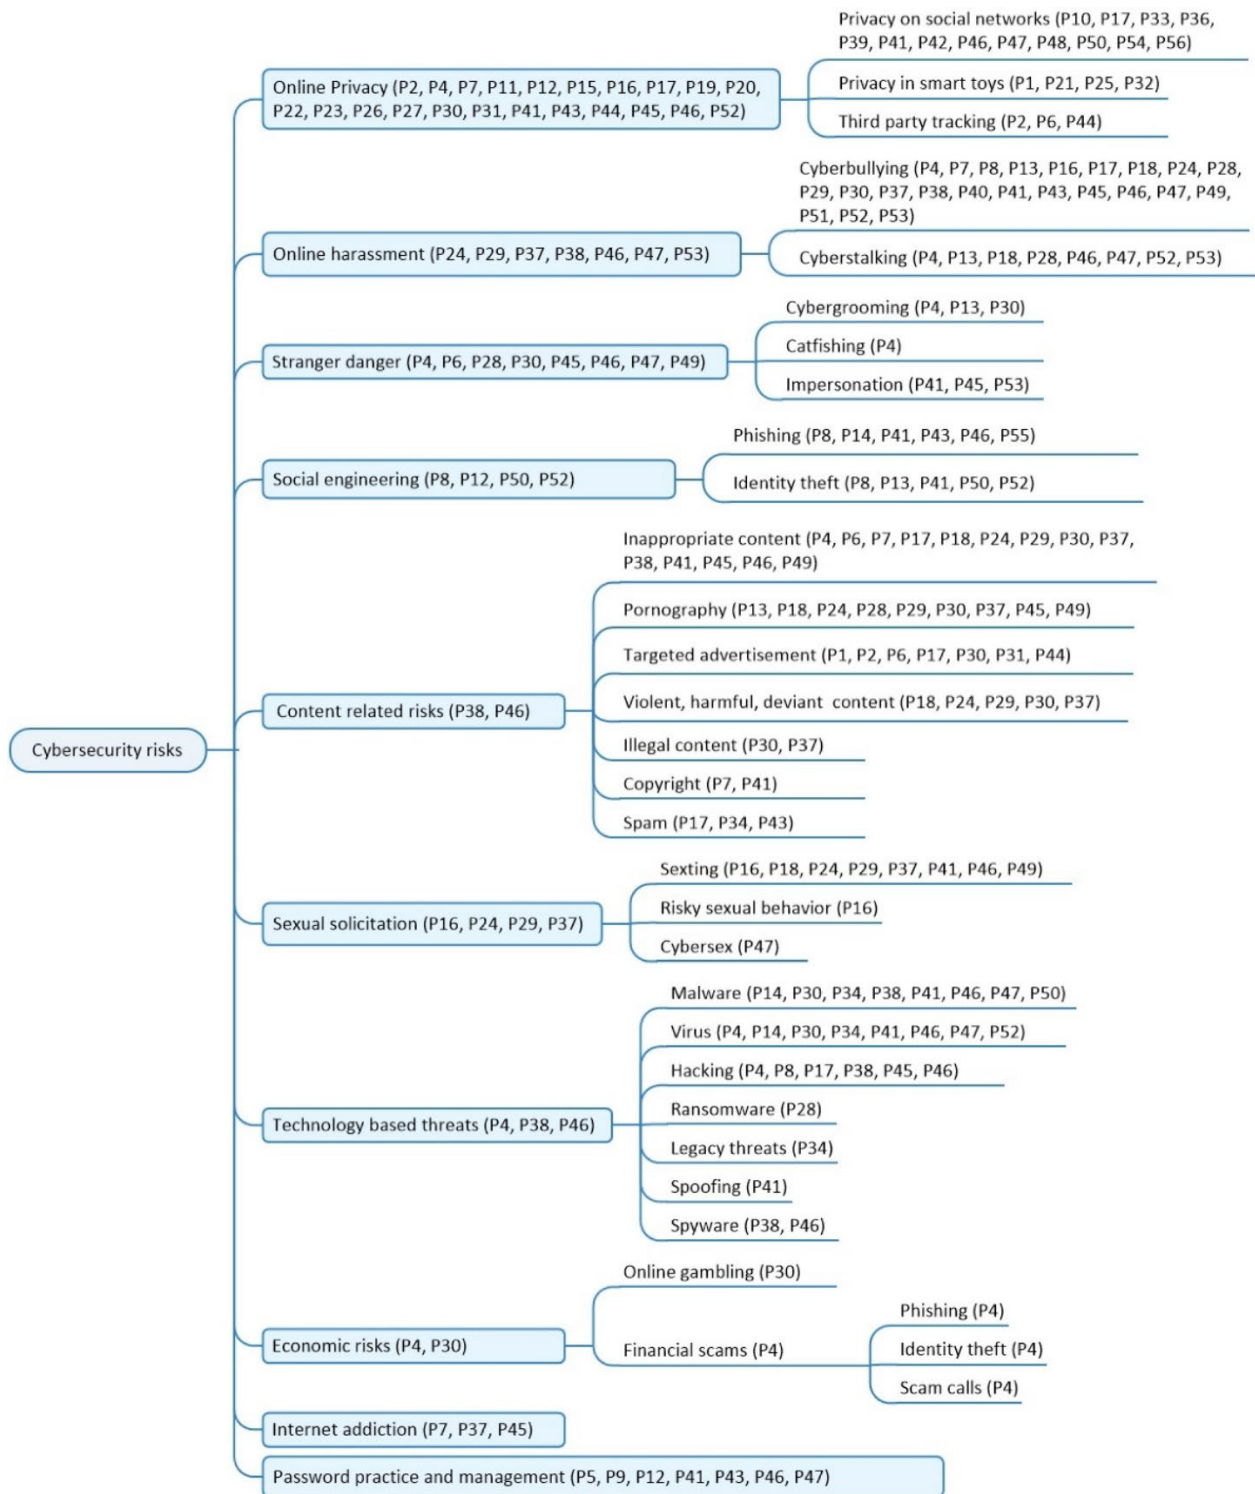 Cybersecurity risks
Online Privacy (P2, P4, P7, P11, P12, P15, P16, P17, P19, P20,
P22, P23, P26, P27, P30, P31, P41, P43, P44, P45, P46, P52)
Privacy on social networks (P10, P17, P33, P36,
P39, P41, P42, P46, P47, P48, P50, P54, P56)
Privacy in smart toys (P1, P21, P25, P32)
Third party tracking (P2, P6, P44)
Online harassment (P24, P29, P37, P38, P46, P47, P53)
Cyberbullying (P4, P7, P8, P13, P16, P17, P18, P24, P28,
P29, P30, P37, P38, P40, P41, P43, P45, P46, P47, P49,
P51, P52, P53)
Cyberstalking (P4, P13, P18, P28, P46, P47, P52, P53)
Stranger danger (P4, P6, P28, P30, P45, P46, P47, P49)
Cybergrooming (P4, P13, P30)
Catfishing (P4)
Impersonation (P41, P45, P53)
Social engineering (P8, P12, P50, P52)
Phishing (P8, P14, P41, P43, P46, P55)
Identity theft (P8, P13, P41, P50, P52)
Content related risks (P38, P46)
Inappropriate content (P4, P6, P7, P17, P18, P24, P29, P30, P37,
P38, P41, P45, P46, P49)
Pornography (P13, P18, P24, P28, P29, P30, P37, P45, P49)
Targeted advertisement (P1, P2, P6, P17, P30, P31, P44)
Violent, harmful, deviant content (P18, P24, P29, P30, P37)
Illegal content (P30, P37)
Copyright (P7, P41)
Spam (P17, P34, P43)
Sexual solicitation (P16, P24, P29, P37)
Sexting (P16, P18, P24, P29, P37, P41, P46, P49)
Risky sexual behavior (P16)
Cybersex (P47)
Technology based threats (P4, P38, P46)
Malware (P14, P30, P34, P38, P41, P46, P47, P50)
Virus (P4, P14, P30, P34, P41, P46, P47, P52)
Hacking (P4, P8, P17, P38, P45, P46)
Ransomware (P28)
Legacy threats (P34)
Spoofing (P41)
Spyware (P38, P46)
Economic risks (P4, P30)
Online gambling (P30)
Financial scams (P4)
Phishing (P4)
Identity theft (P4)
Scam calls (P4)
Internet addiction (P7, P37, P45)
Password practice and management (P5, P9, P12, P41, P43, P46, P47)